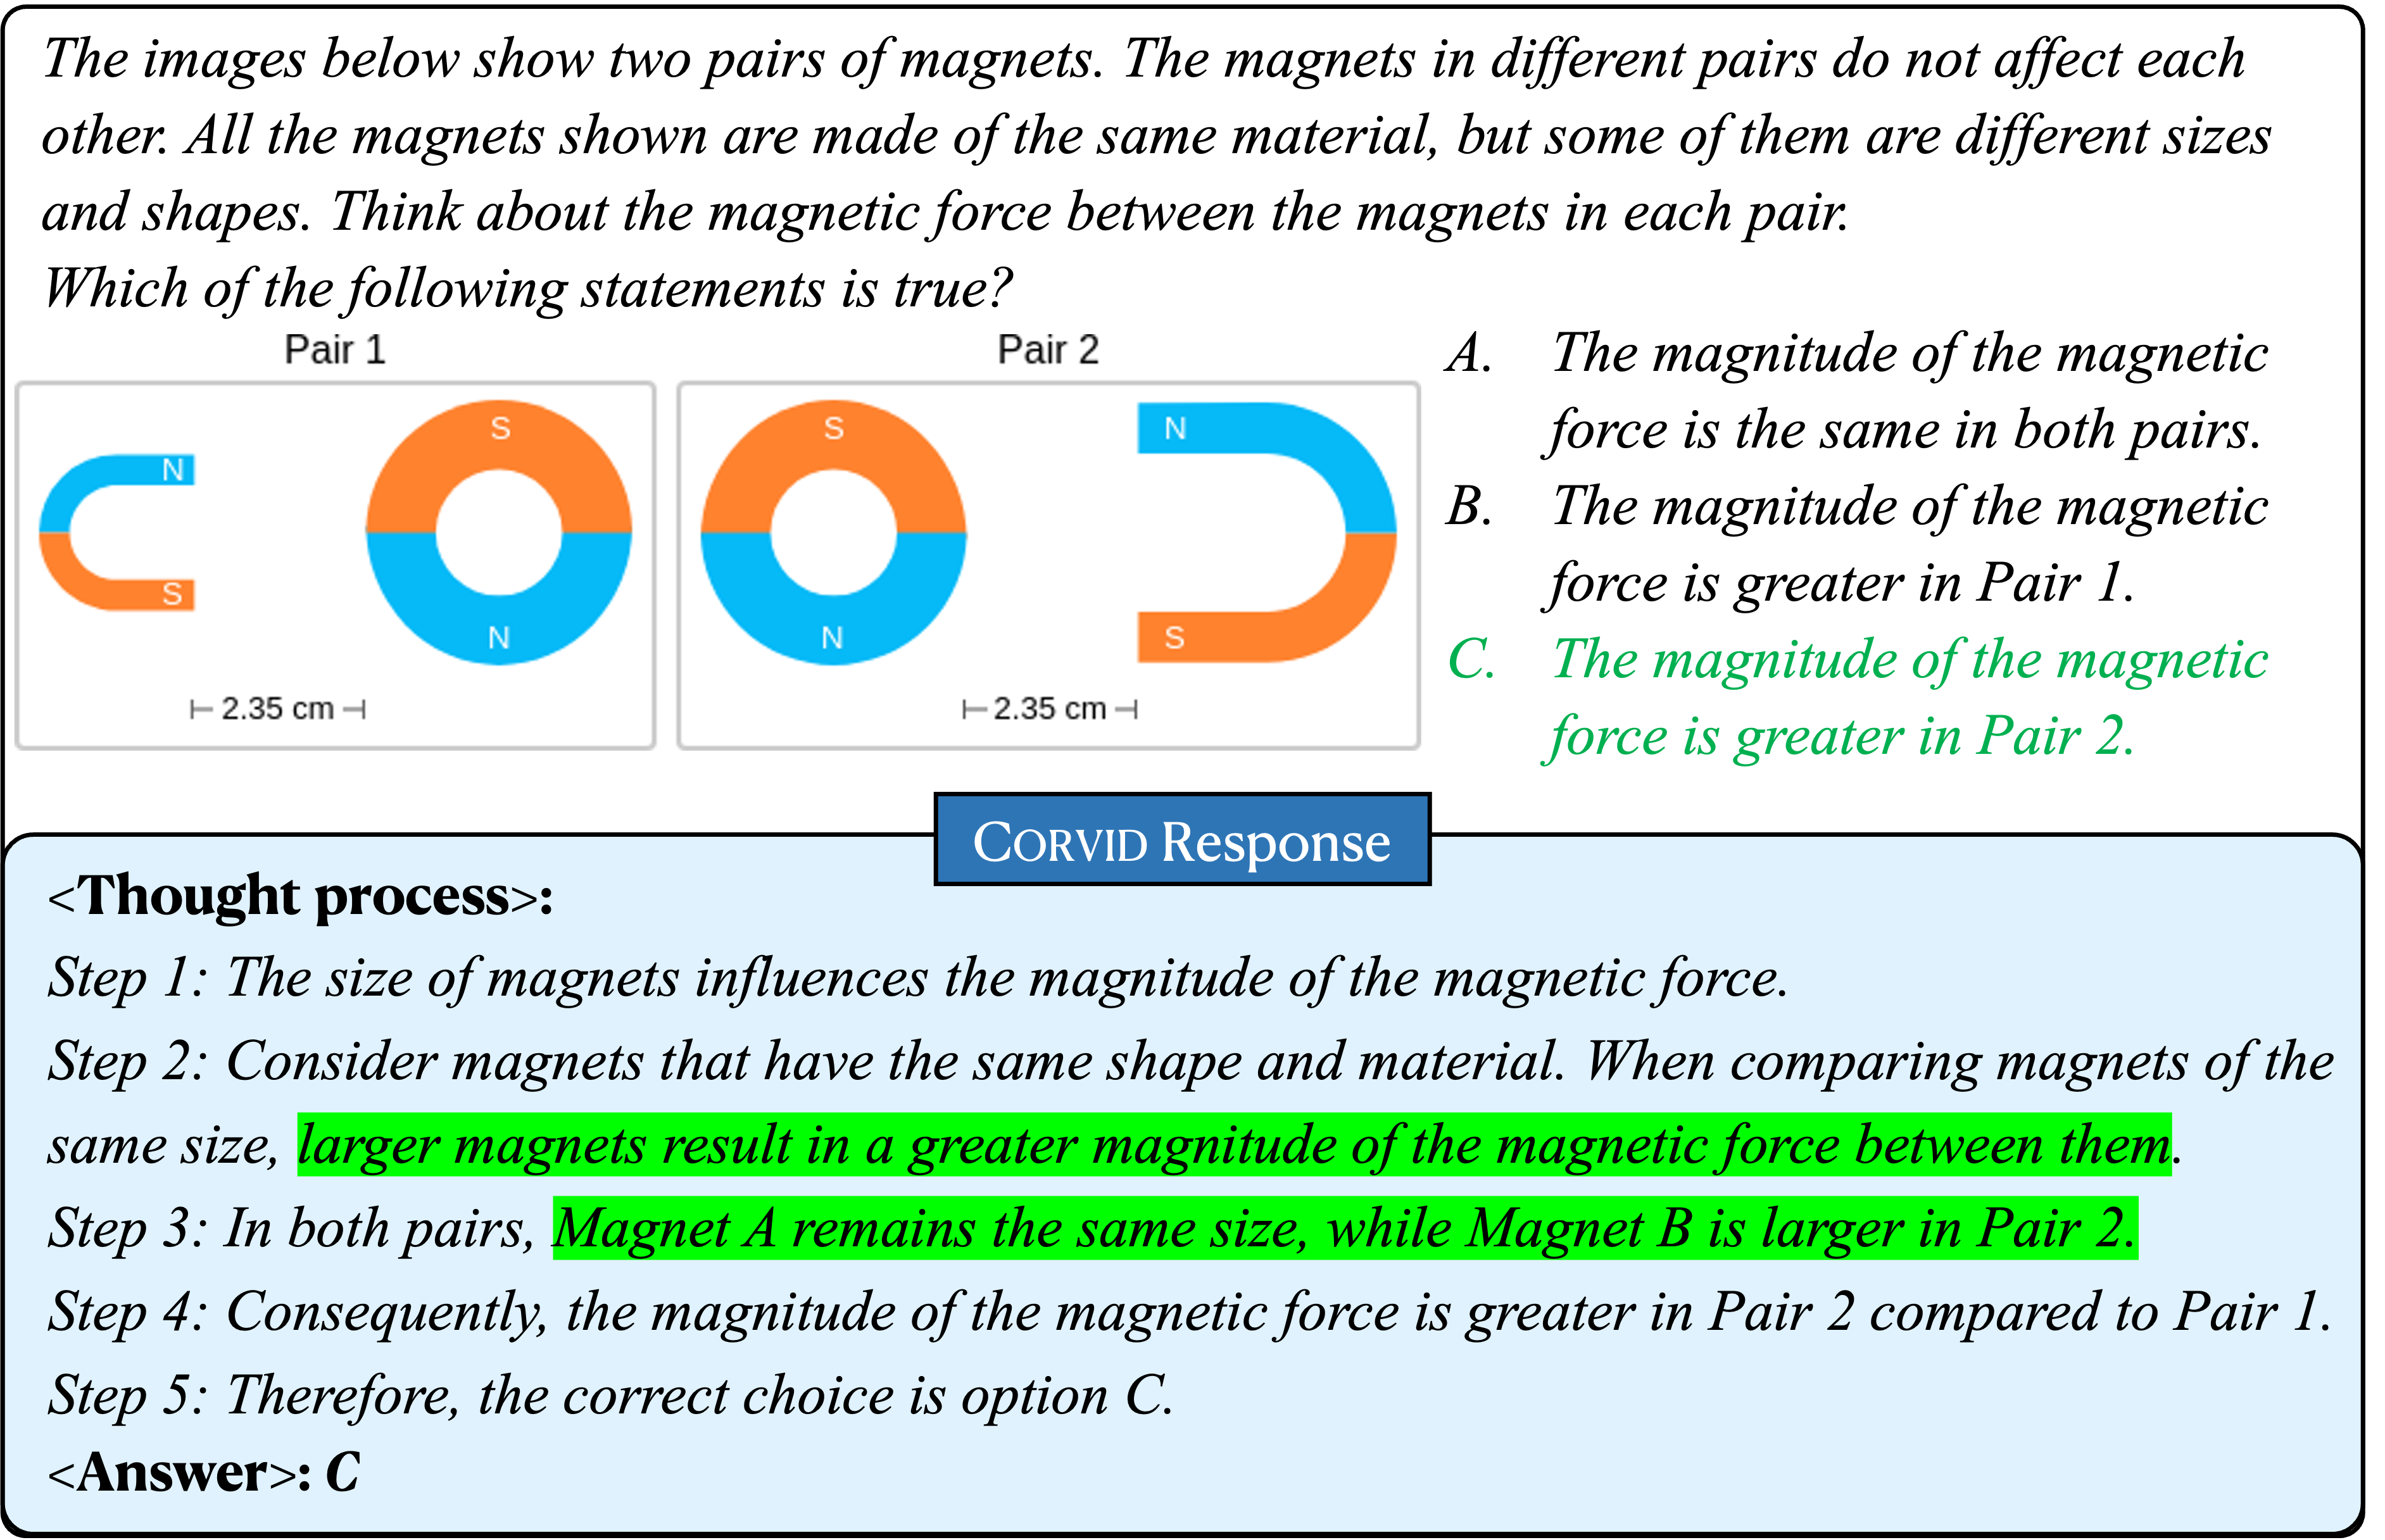 The images below show two pairs of magnets. The magnets in different pairs do not affect each
other. All the magnets shown are made of the same material, but some of them are different sizes
and shapes. Think about the magnetic force between the magnets in each pair.
Which of the following statements is true?
Pair 1
N
S
S
N
2.35 cm
Pair 2
S
N
N
S
2.35 cm
A. The magnitude of the magnetic
force is the same in both pairs.
B. The magnitude of the magnetic
force is greater in Pair 1.
C. The magnitude of the magnetic
force is greater in Pair 2.
CORVID Response
<Thought process>:
Step 1: The size of magnets influences the magnitude of the magnetic force.
Step 2: Consider magnets that have the same shape and material. When comparing magnets of the
same size, larger magnets result in a greater magnitude of the magnetic force between them.
Step 3: In both pairs, Magnet A remains the same size, while Magnet B is larger in Pair 2.
Step 4: Consequently, the magnitude of the magnetic force is greater in Pair 2 compared to Pair 1.
Step 5: Therefore, the correct choice is option C.
<Answer>: C